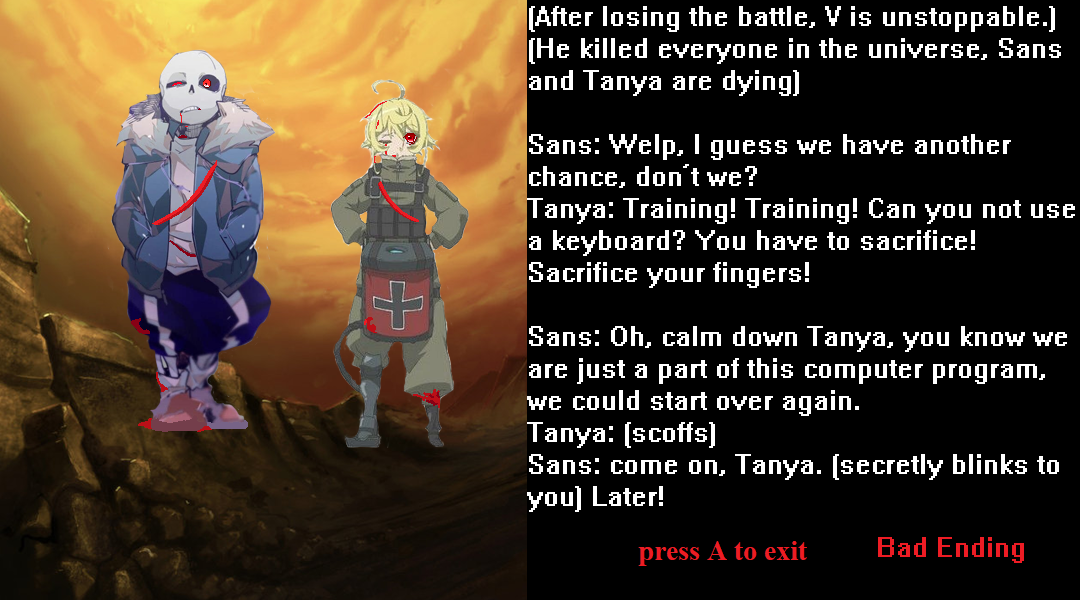 (After losing the battle, V is unstoppable.)
(He killed everyone in the universe, Sans
and Tanya are dying)
Sans: Welp, I guess we have another
chance, don´t we?
Tanya: Training! Training! Can you not use
a keyboard? You have to sacrifice!
Sacrifice your fingers!
Sans: Oh, calm down Tanya, you know we
are just a part of this computer program,
we could start over again.
Tanya: (scoffs)
Sans: come on, Tanya. (secretly blinks to
you) Later!
press A to exit
Bad Ending